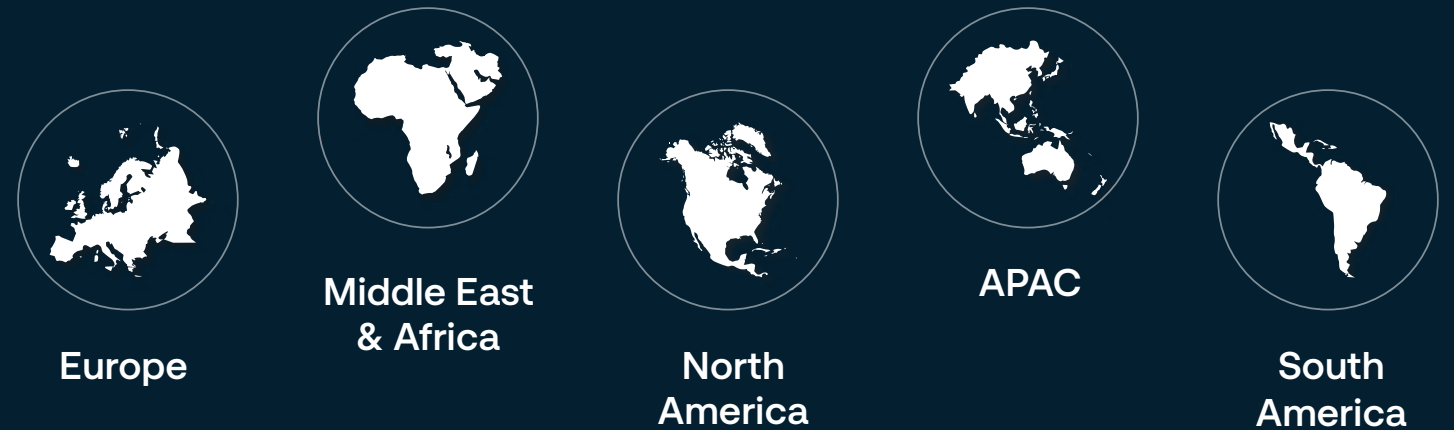 Europe
Middle East
& Africa
North
America
APAC
South
America